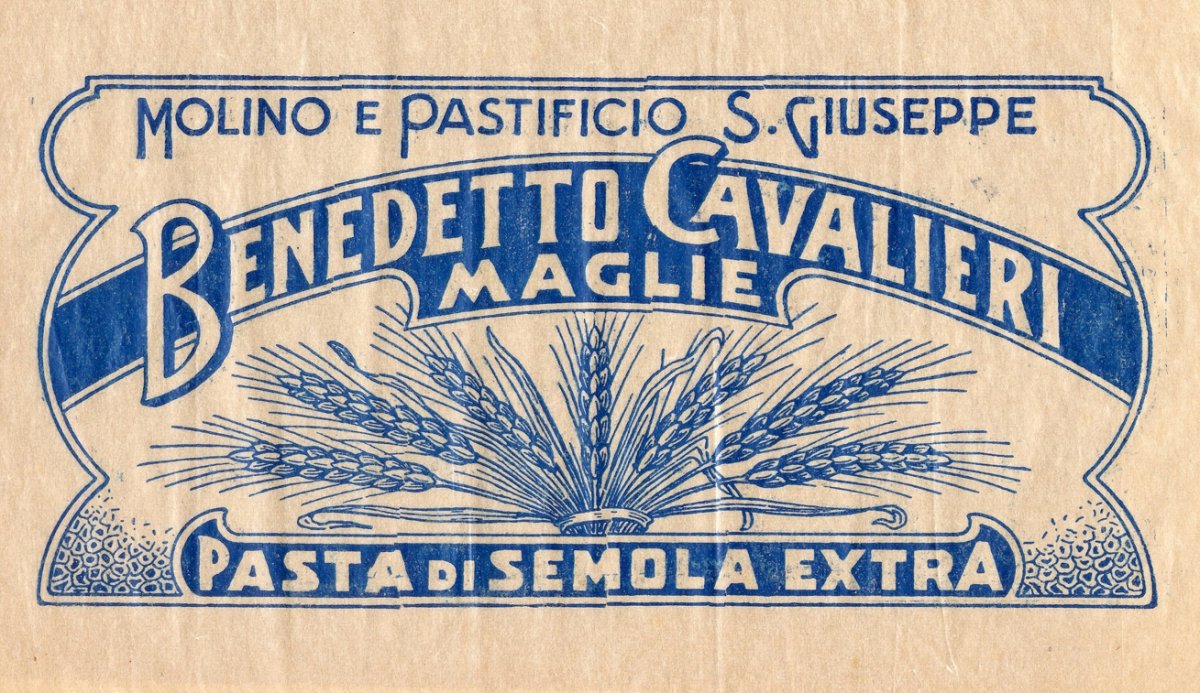 MOLINO E PASTIFICIO S. GIUSEPPE
BENEDETTO CAVALIERI
MAGLIE
PASTA DI SEMOLA EXTRA